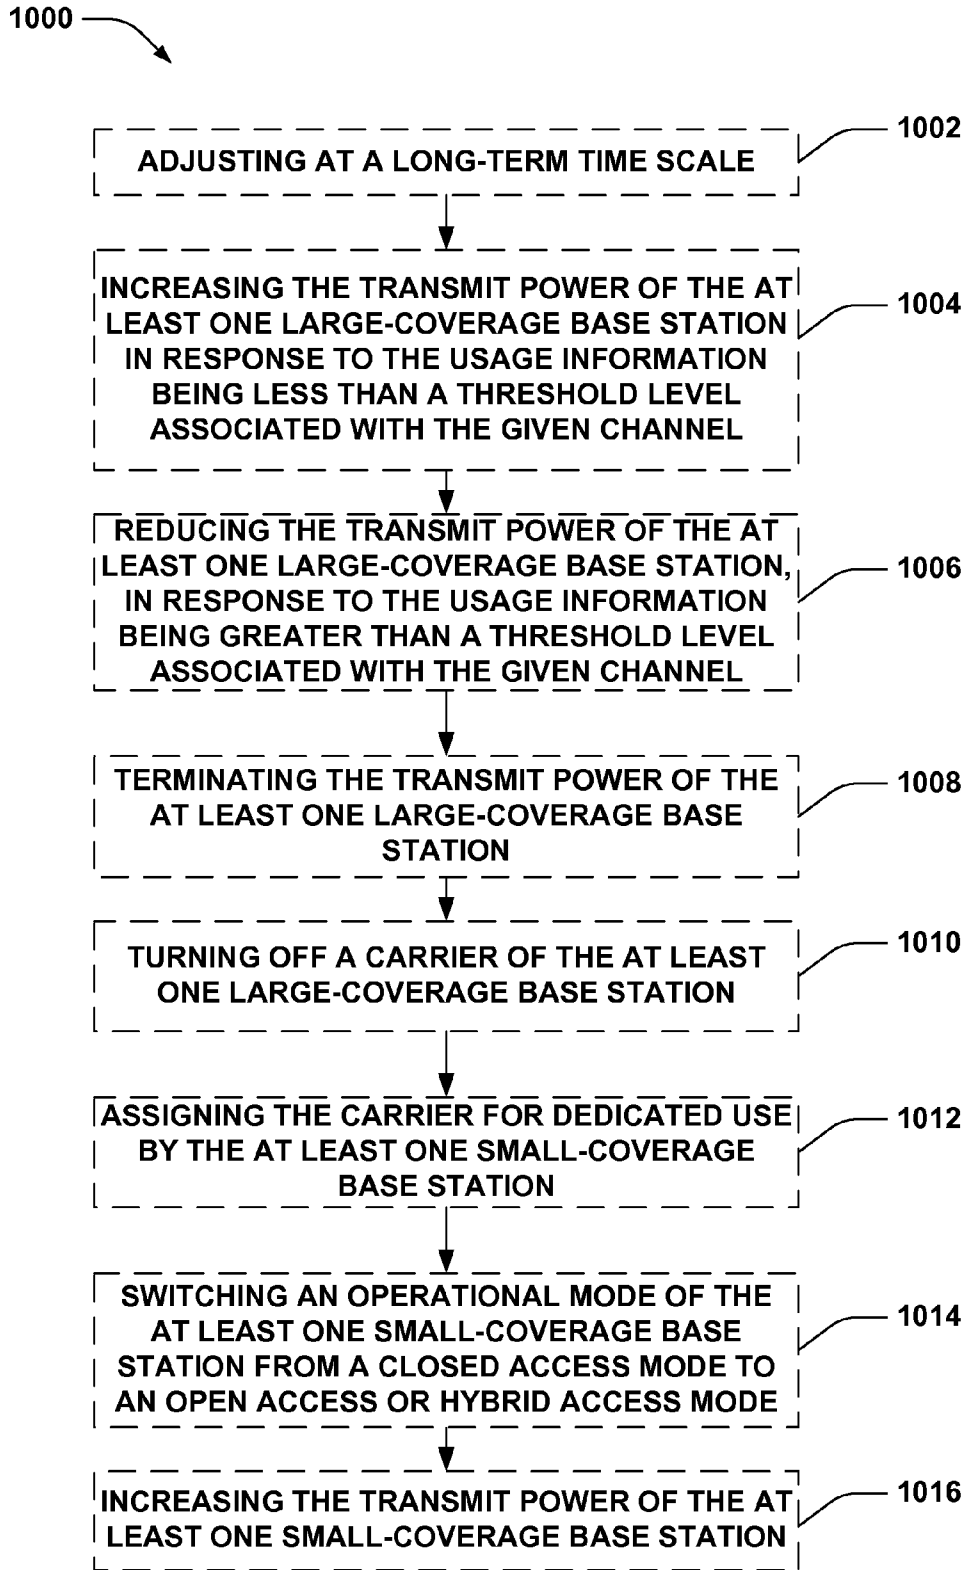 1000
1002
ADJUSTING AT A LONG-TERM TIME SCALE
INCREASING THE TRANSMIT POWER OF THE AT
LEAST ONE LARGE-COVERAGE BASE STATION
IN RESPONSE TO THE USAGE INFORMATION
BEING LESS THAN A THRESHOLD LEVEL
ASSOCIATED WITH THE GIVEN CHANNEL
1004
REDUCING THE TRANSMIT POWER OF THE AT
LEAST ONE LARGE-COVERAGE BASE STATION,
IN RESPONSE TO THE USAGE INFORMATION
BEING GREATER THAN A THRESHOLD LEVEL
ASSOCIATED WITH THE GIVEN CHANNEL
1006
TERMINATING THE TRANSMIT POWER OF THE
AT LEAST ONE LARGE-COVERAGE BASE
STATION
1008
TURNING OFF A CARRIER OF THE AT LEAST
ONE LARGE-COVERAGE BASE STATION
1010
ASSIGNING THE CARRIER FOR DEDICATED USE
BY THE AT LEAST ONE SMALL-COVERAGE
BASE STATION
1012
SWITCHING AN OPERATIONAL MODE OF THE
AT LEAST ONE SMALL-COVERAGE BASE
STATION FROM A CLOSED ACCESS MODE TO
AN OPEN ACCESS OR HYBRID ACCESS MODE
1014
INCREASING THE TRANSMIT POWER OF THE AT
LEAST ONE SMALL-COVERAGE BASE STATION
1016